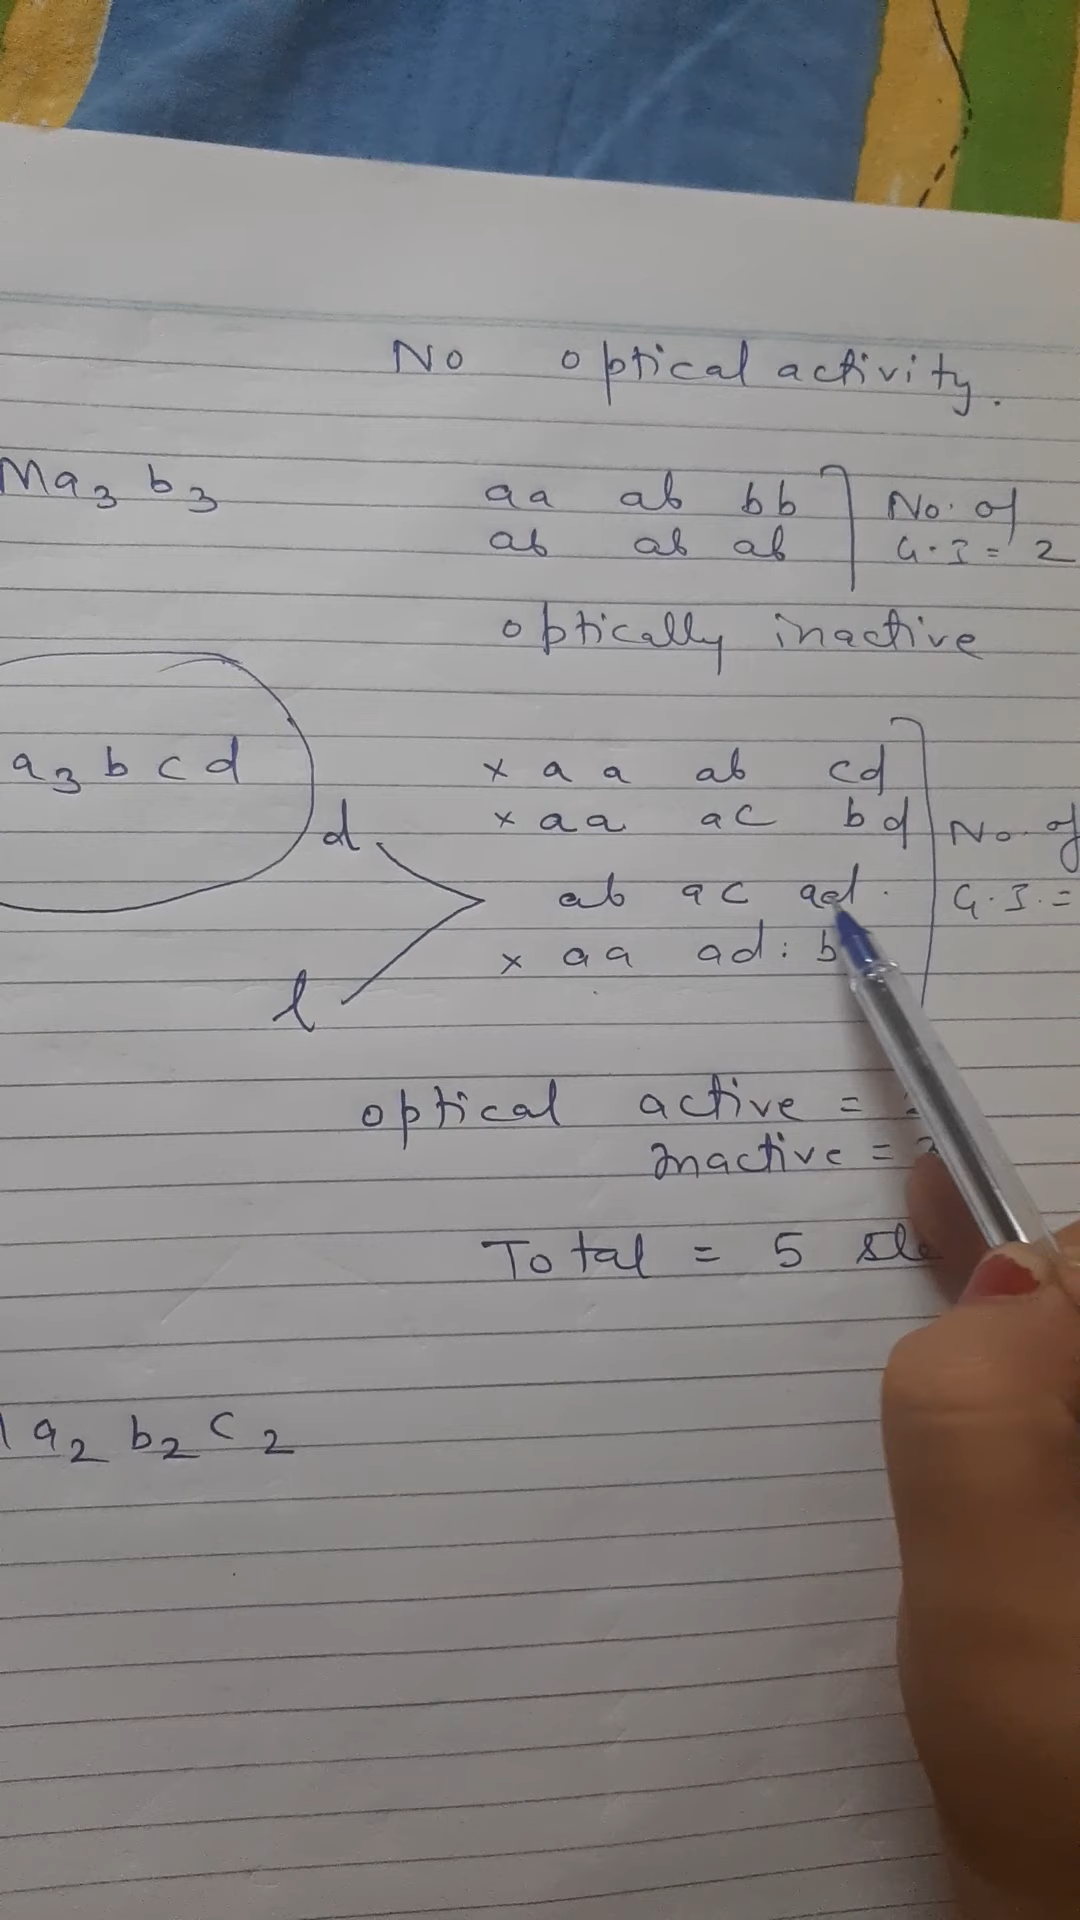 No optical activity.
Ma3 b3 aa ab bb No. of
ab ab ab G.I = 2
optically inactive
a3 b c d x a a ab cd
x aa ac bd No. of
d
ab ac ad. G.I. =
x aa ad : b
l
optical active =
Inactive =
Total = 5
a2 b2 c2